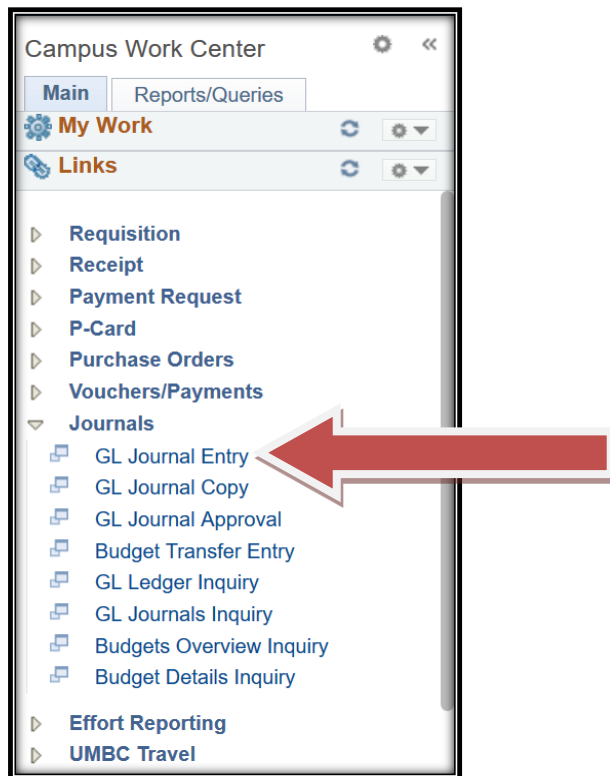 Campus Work Center
Main Reports/Queries
My Work
Links
Requisition
Receipt
Payment Request
P-Card
Purchase Orders
Vouchers/Payments
Journals
GL Journal Entry
GL Journal Copy
GL Journal Approval
Budget Transfer Entry
GL Ledger Inquiry
GL Journals Inquiry
Budgets Overview Inquiry
Budget Details Inquiry
Effort Reporting
UMBC Travel